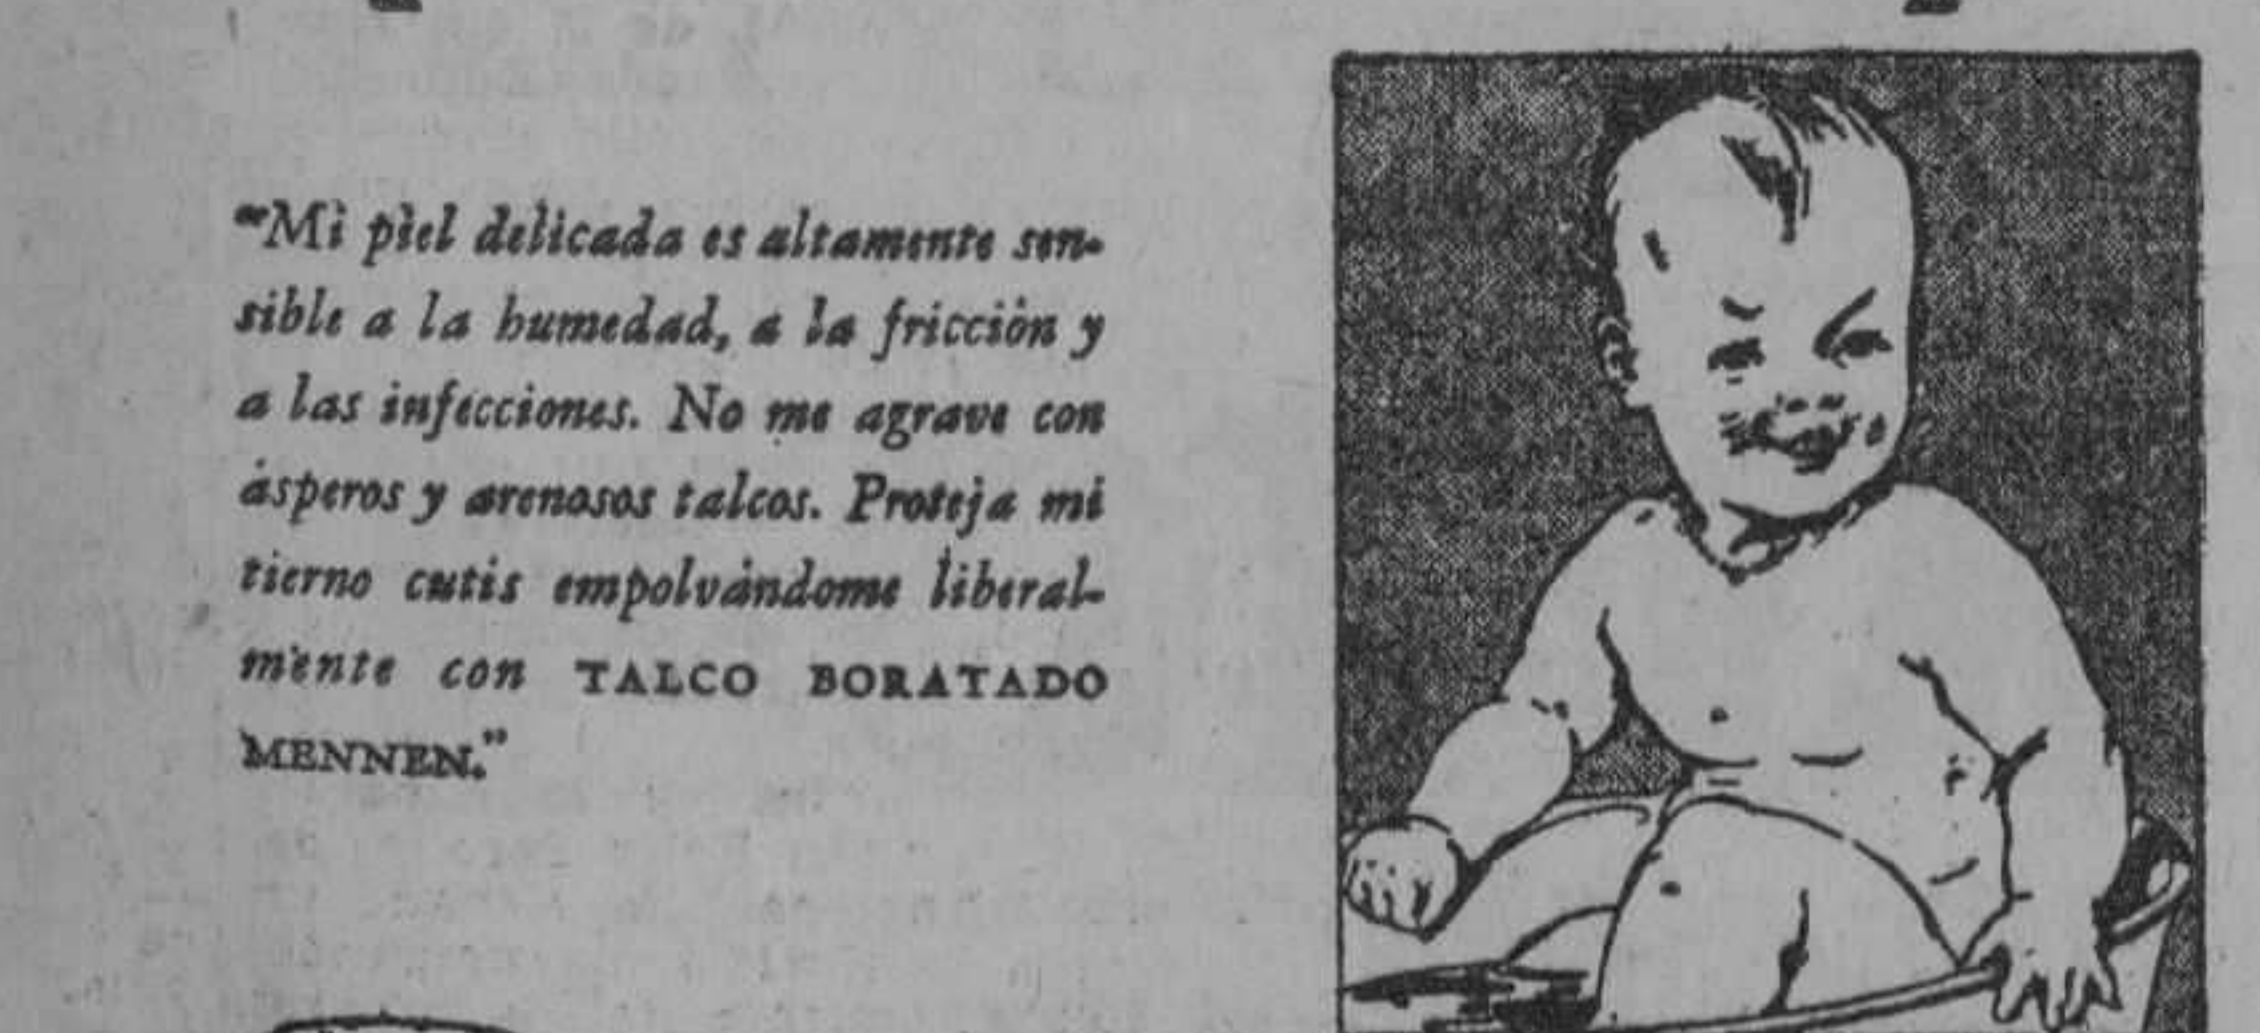 "Mi piel delicada es altamente sen-
sible a la humedad, a la fricción y
a las infecciones. No me agrave con
ásperos y arenosos talcos. Proteja mi
tierno cutis empolvándome liberal-
mente con TALCO BORATADO
MENNEN."